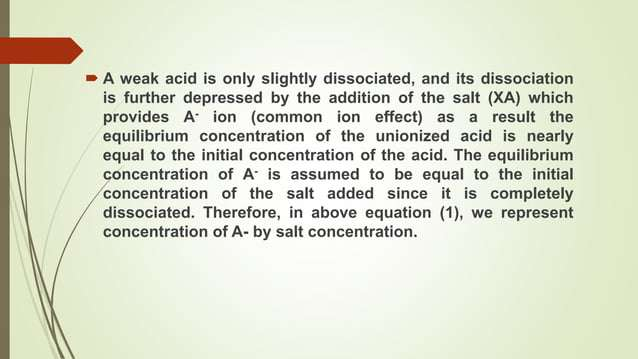 A weak acid is only slightly dissociated, and its dissociation
is further depressed by the addition of the salt (XA) which
provides A- ion (common ion effect) as a result the
equilibrium concentration of the unionized acid is nearly
equal to the initial concentration of the acid. The equilibrium
concentration of A- is assumed to be equal to the initial
concentration of the salt added since it is completely
dissociated. Therefore, in above equation (1), we represent
concentration of A- by salt concentration.